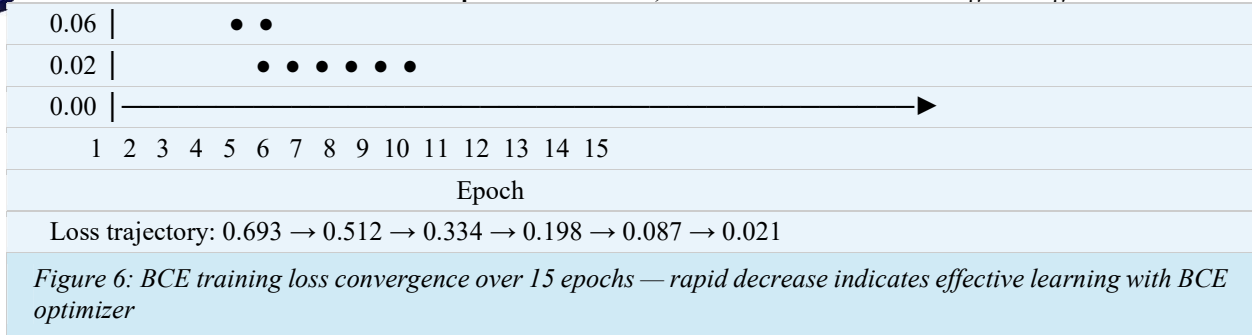 0.06 | ● ●
0.02 | ● ● ● ● ● ●
0.00 |
1 2 3 4 5 6 7 8 9 10 11 12 13 14 15
Epoch
Loss trajectory: 0.693 → 0.512 → 0.334 → 0.198 → 0.087 → 0.021
Figure 6: BCE training loss convergence over 15 epochs — rapid decrease indicates effective learning with BCE
optimizer